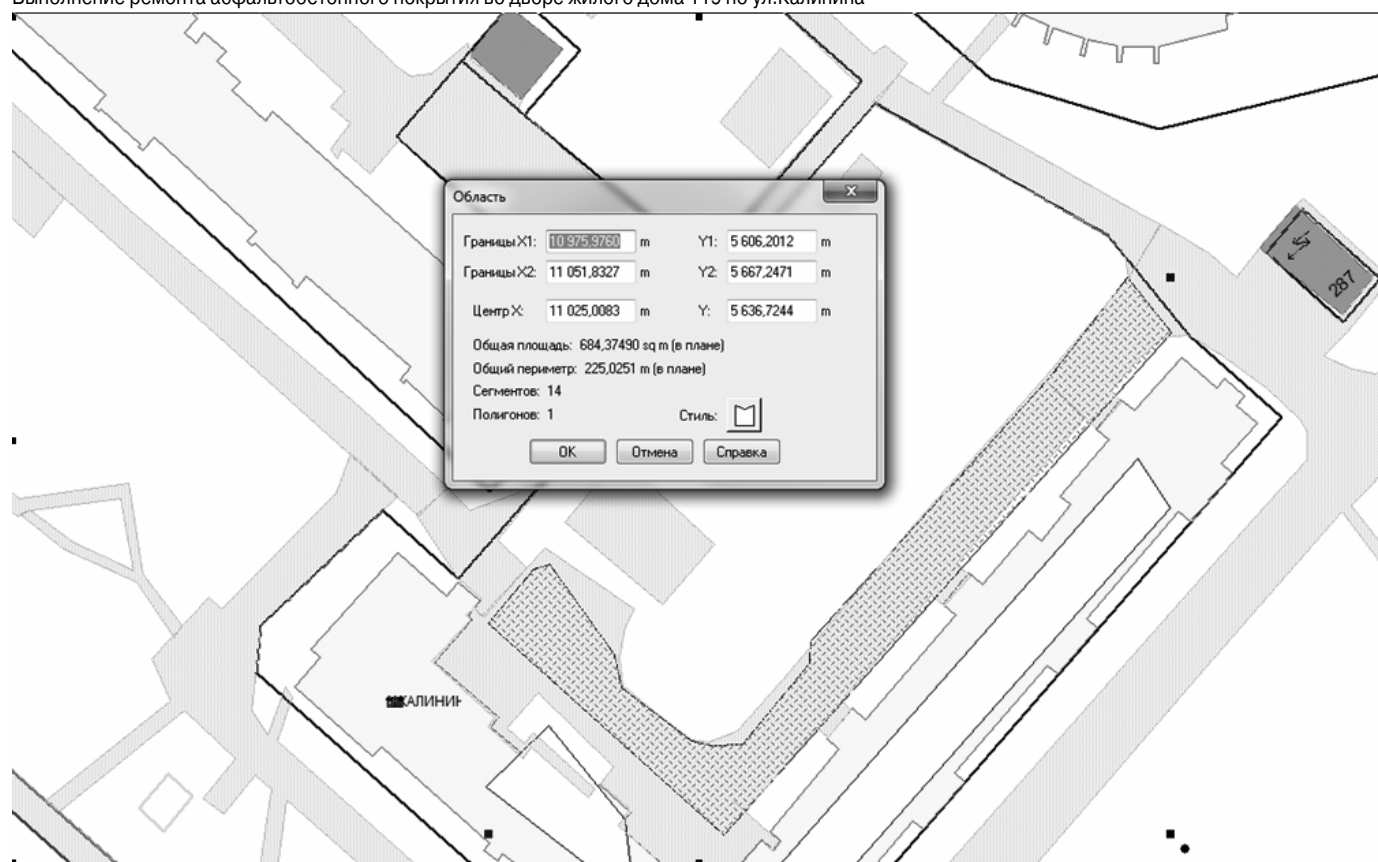 Выполнение ремонта асфальтобетонного покрытия во дворе жилого дома 119 по ул.Калинина
Область
Границы X1: 10 975,9760 m Y1: 5 606,2012 m
Границы X2: 11 051,8327 m Y2: 5 667,2471 m
Центр X: 11 025,0083 m Y: 5 636,7244 m
Общая площадь: 684,37490 sq m (в плане)
Общий периметр: 225,0251 m (в плане)
Сегментов: 14
Полигонов: 1 Стиль:
OK Отмена Справка
287